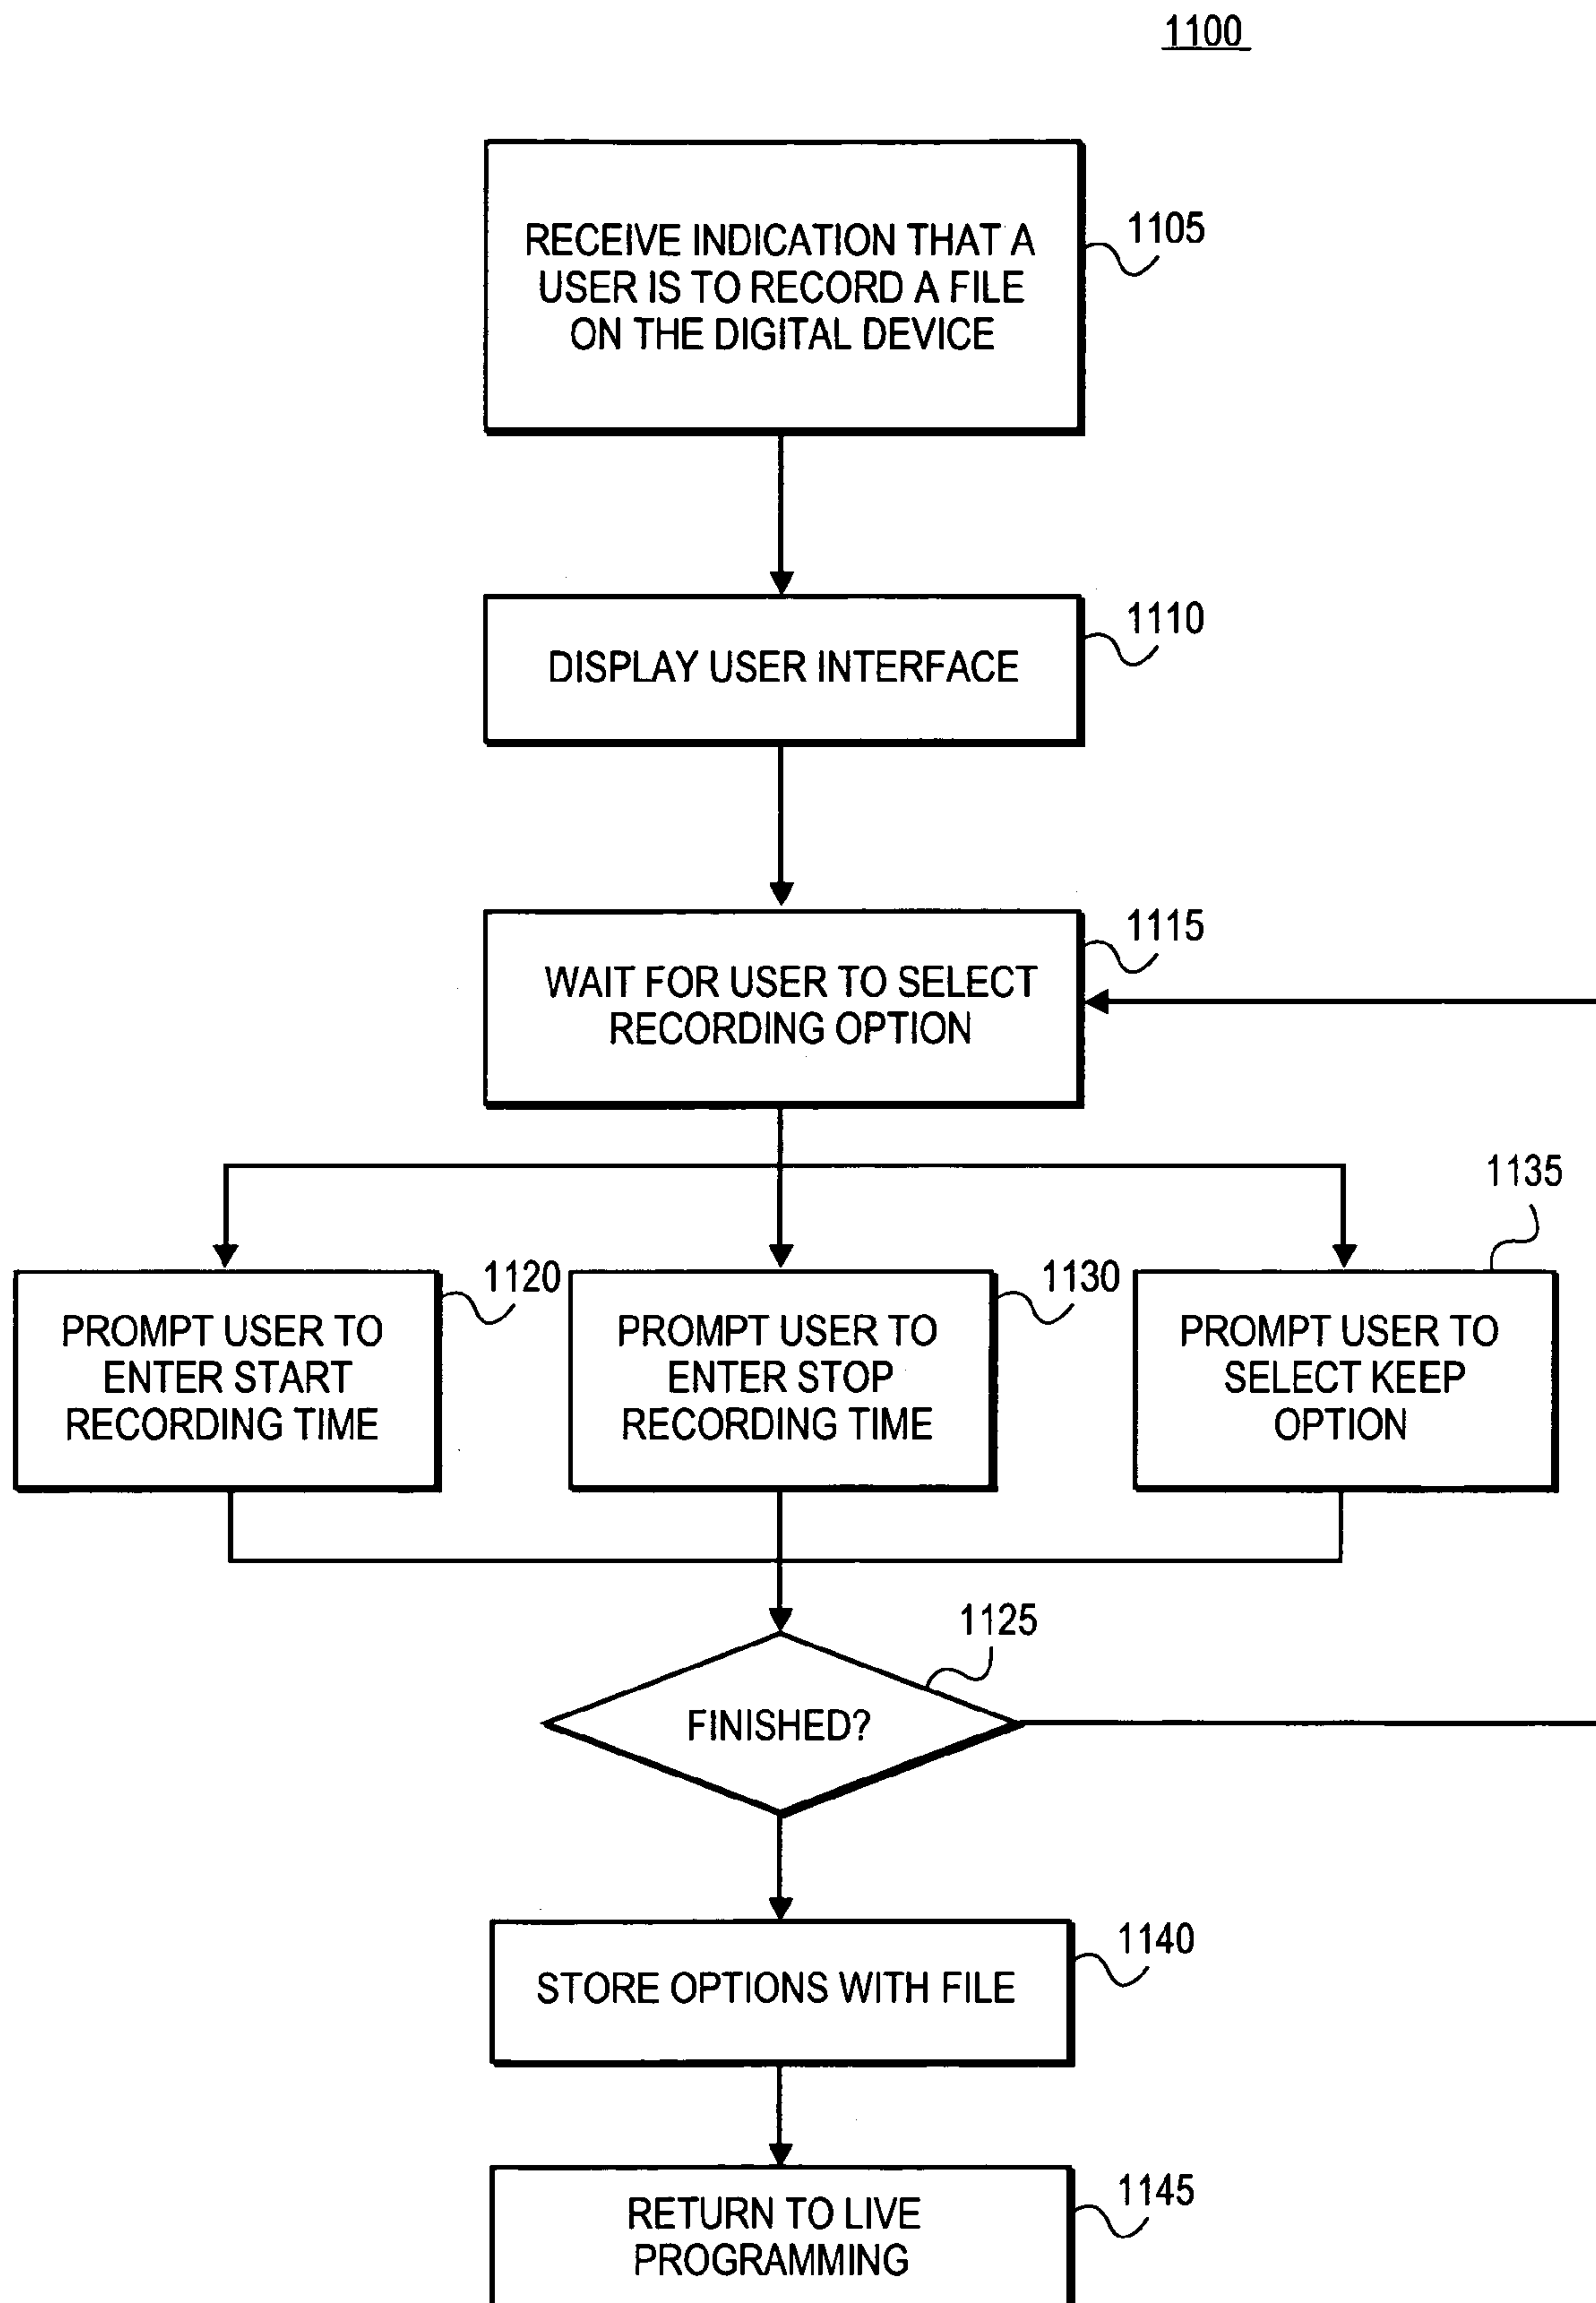 1100
RECEIVE INDICATION THAT A
USER IS TO RECORD A FILE
ON THE DIGITAL DEVICE
1105
DISPLAY USER INTERFACE
1110
WAIT FOR USER TO SELECT
RECORDING OPTION
1115
PROMPT USER TO
ENTER START
RECORDING TIME
1120
PROMPT USER TO
ENTER STOP
RECORDING TIME
1130
PROMPT USER TO
SELECT KEEP
OPTION
1135
FINISHED?
1125
STORE OPTIONS WITH FILE
1140
RETURN TO LIVE
PROGRAMMING
1145